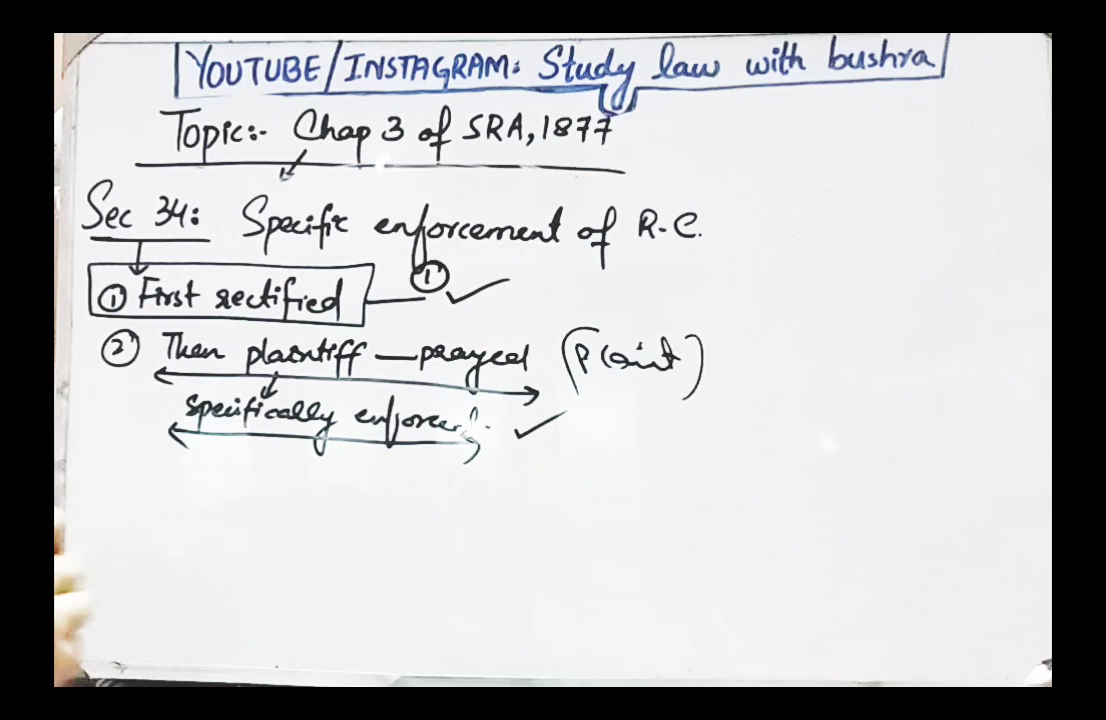 YOUTUBE/INSTAGRAM: Study law with bushra
Topic:- Chap 3 of SRA, 1877
Sec 34: Specific enforcement of R.C.
① First rectified — ①
② Then plaintiff — prayed (Plaint)
specifically enforced.